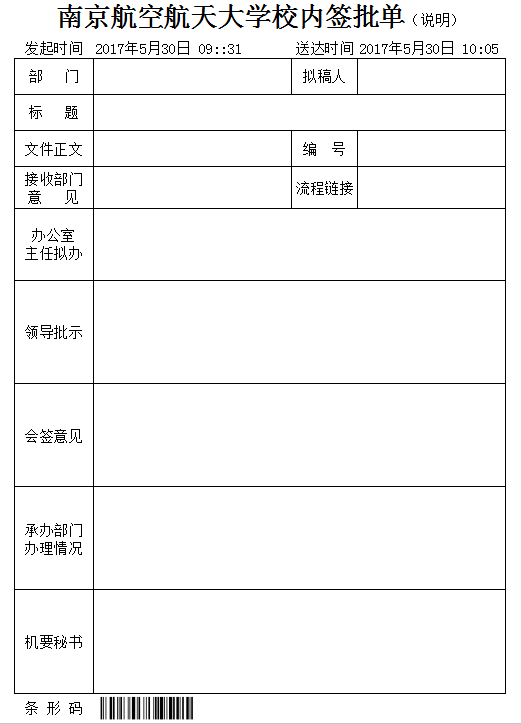 南京航空航天大学校内签批单（说明）
发起时间 2017年5月30日 09::31 送达时间 2017年5月30日 10:05
部 门 拟稿人
标 题
文件正文 编 号
接收部门
意 见 流程链接
办公室
主任拟办
领导批示
会签意见
承办部门
办理情况
机要秘书
条 形 码